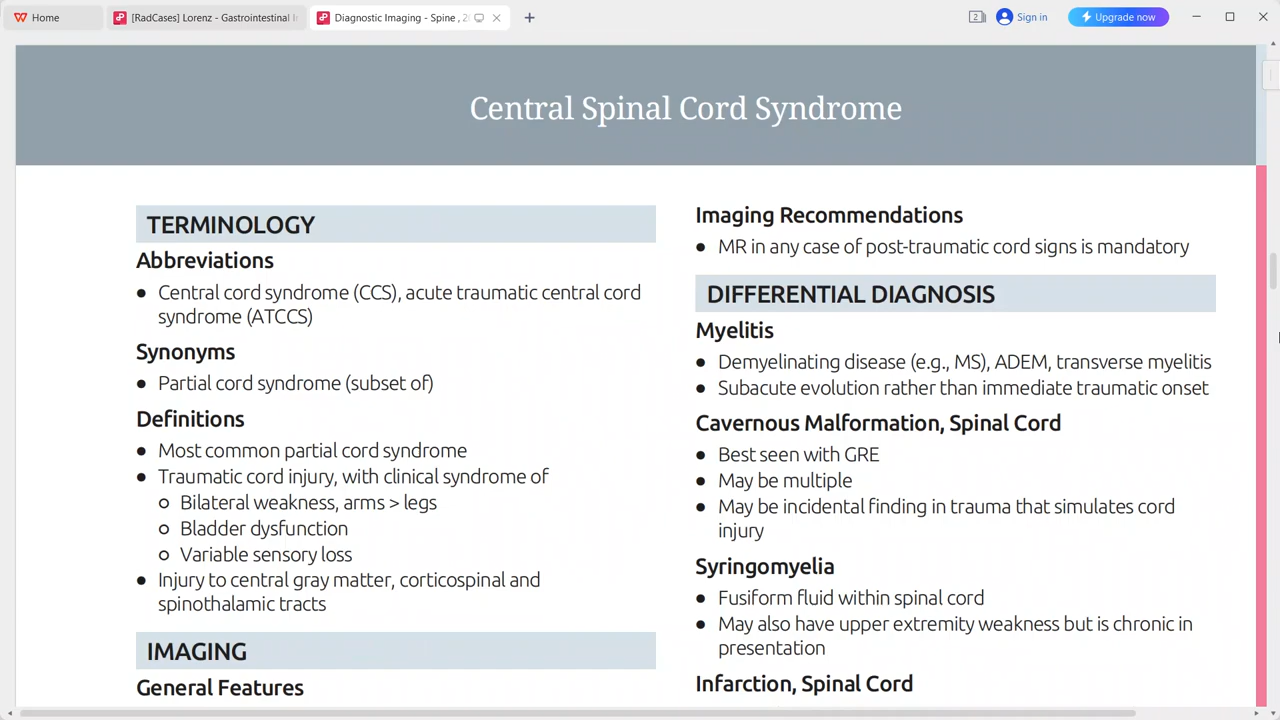 Home
[RadCases] Lorenz - Gastrointestinal I
Diagnostic Imaging - Spine , 2
2
Sign in
Upgrade now
Central Spinal Cord Syndrome
TERMINOLOGY
Abbreviations
● Central cord syndrome (CCS), acute traumatic central cord
syndrome (ATCCS)
Synonyms
● Partial cord syndrome (subset of)
Definitions
● Most common partial cord syndrome
● Traumatic cord injury, with clinical syndrome of
○ Bilateral weakness, arms > legs
○ Bladder dysfunction
○ Variable sensory loss
● Injury to central gray matter, corticospinal and
spinothalamic tracts
IMAGING
General Features
Imaging Recommendations
● MR in any case of post-traumatic cord signs is mandatory
DIFFERENTIAL DIAGNOSIS
Myelitis
● Demyelinating disease (e.g., MS), ADEM, transverse myelitis
● Subacute evolution rather than immediate traumatic onset
Cavernous Malformation, Spinal Cord
● Best seen with GRE
● May be multiple
● May be incidental finding in trauma that simulates cord
injury
Syringomyelia
● Fusiform fluid within spinal cord
● May also have upper extremity weakness but is chronic in
presentation
Infarction, Spinal Cord